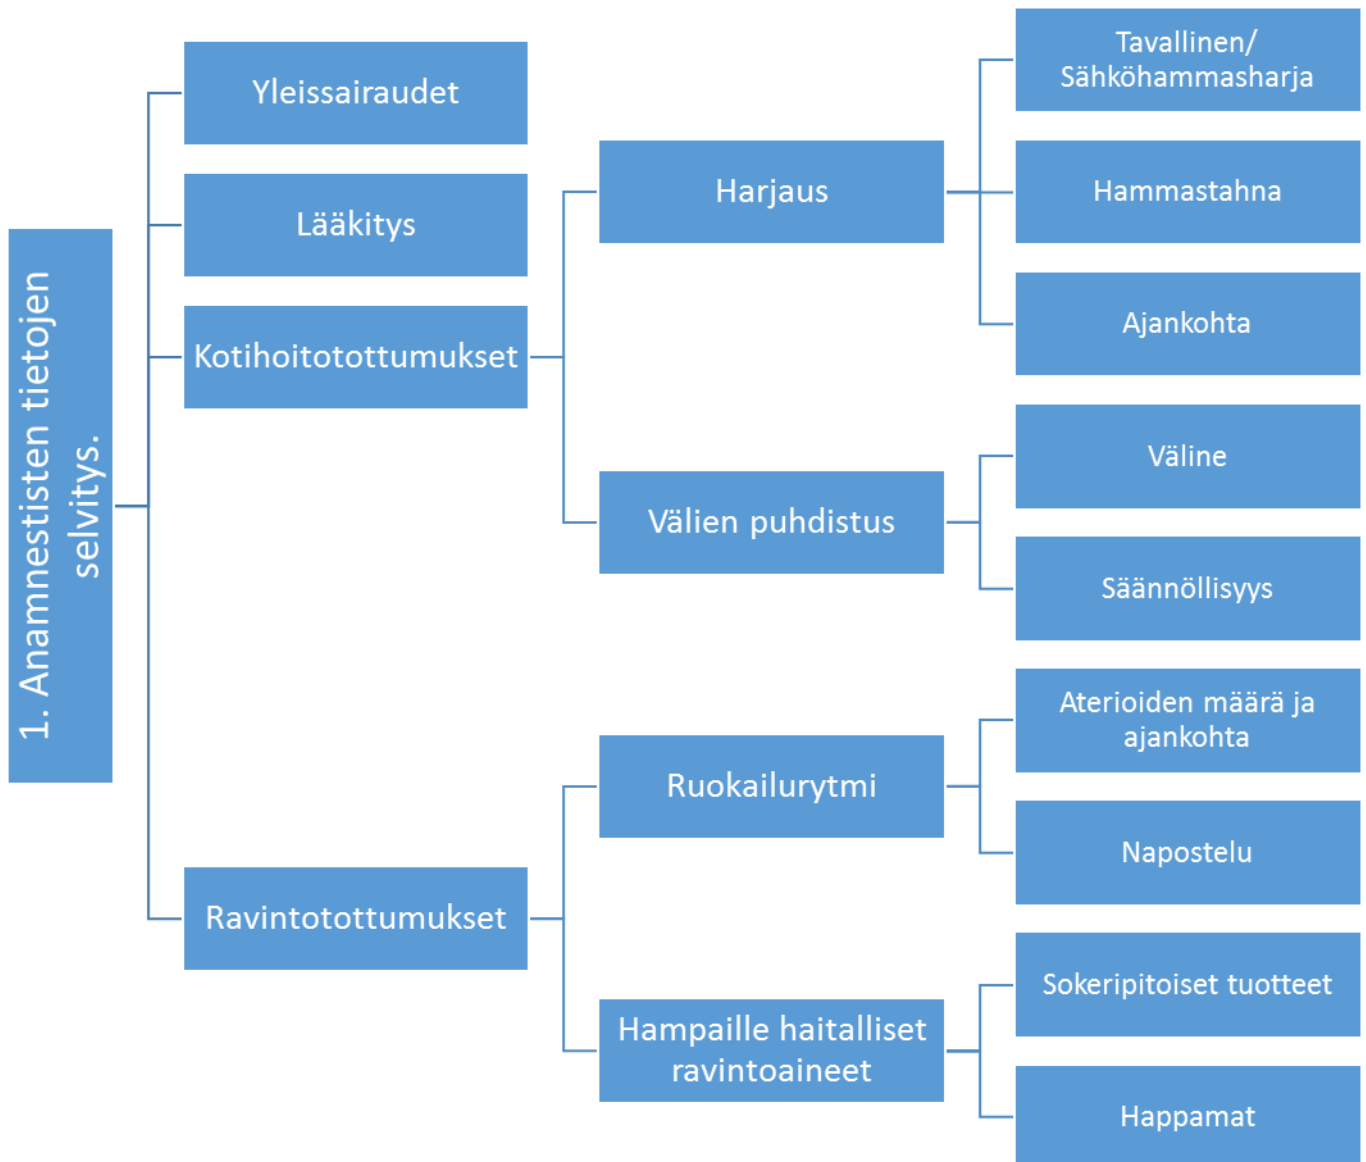 1. Anamnestisten tietojen
selvitys.
Yleissairaudet
Lääkitys
Kotihoitotottumukset
Harjaus
Tavallinen/
Sähköhammasharja
Hammastahna
Ajankohta
Välien puhdistus
Väline
Säännöllisyys
Ravintotottumukset
Ruokailurytmi
Aterioiden määrä ja
ajankohta
Napostelu
Hampaille haitalliset
ravintoaineet
Sokeripitoiset tuotteet
Happamat